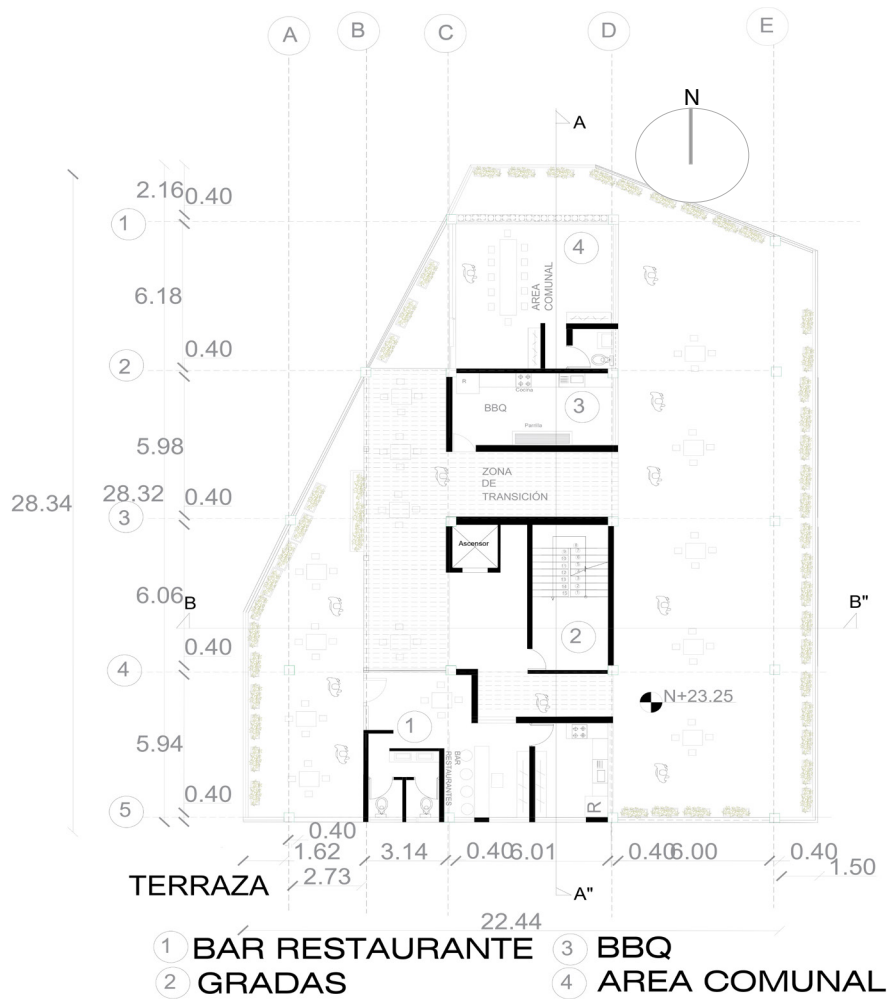 A
B
C
D
E
N
A
2.16
0.40
1
4
AREA
COMUNAL
6.18
0.40
2
R
Cocina
BBQ
3
Parrilla
5.98
28.34
28.32
0.40
ZONA
DE
TRANSICIÓN
3
Ascensor
6.06
B
B"
2
0.40
4
N+23.25
1
5.94
BAR
RESTAURANTES
0.40
R
5
0.40
1.62
3.14
0.40
6.01
0.40
6.00
0.40
1.50
2.73
TERRAZA
A"
22.44
1 BAR RESTAURANTE
3 BBQ
2 GRADAS
4 AREA COMUNAL